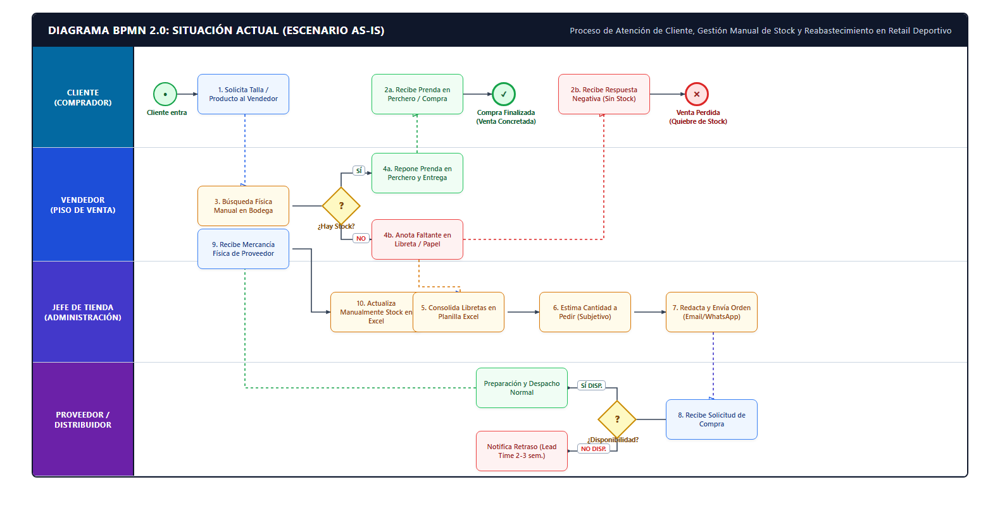 DIAGRAMA BPMN 2.0: SITUACIÓN ACTUAL (ESCENARIO AS-IS)
Proceso de Atención de Cliente, Gestión Manual de Stock y Reabastecimiento en Retail Deportivo
CLIENTE
(COMPRADOR)
Cliente entra
1. Solicita Talla /
Producto al Vendedor
2a. Recibe Prenda en
Perchero / Compra
✓
Compra Finalizada
(Venta Concretada)
2b. Recibe Respuesta
Negativa (Sin Stock)
✕
Venta Perdida
(Quiebre de Stock)
VENDEDOR
(PISO DE VENTA)
3. Búsqueda Física
Manual en Bodega
?
¿Hay Stock?
SÍ
4a. Repone Prenda en
Perchero y Entrega
NO
4b. Anota Faltante en
Libreta / Papel
9. Recibe Mercancía
Física de Proveedor
JEFE DE TIENDA
(ADMINISTRACIÓN)
10. Actualiza
Manualmente Stock en
Excel
5. Consolida Libretas en
Planilla Excel
6. Estima Cantidad a
Pedir (Subjetivo)
7. Redacta y Envía Orden
(Email/WhatsApp)
PROVEEDOR /
DISTRIBUIDOR
Preparación y Despacho
Normal
SÍ DISP.
?
¿Disponibilidad?
NO DISP.
8. Recibe Solicitud de
Compra
Notifica Retraso (Lead
Time 2-3 sem.)